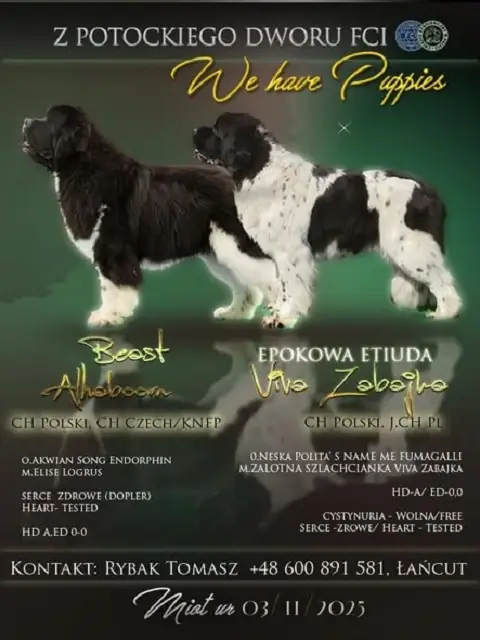 Z POTOCKIEGO DWORU FCI
We have Puppies
Beast
Alhaboom
CH POLSKI, CH CZECH/KNFP
EPOKOWA ETIUDA
Viva Zabajka
CH POLSKI, J.CH PL
O.AKWIAN SONG ENDORPHIN
M.ELISE LOGRUS
SERCE ZDROWE (DOPLER)
HEART- TESTED
HD A,ED 0-0
O.NESKA POLITA' S NAME ME FUMAGALLI
M.ZALOTNA SZLACHCIANKA VIVA ZABAJKA
HD-A/ ED-0,0
CYSTYNURIA - WOLNA/FREE
SERCE -ZROWE/ HEART - TESTED
KONTAKT: RYBAK TOMASZ +48 600 891 581, ŁAŃCUT
Miot ur 03/11/2025